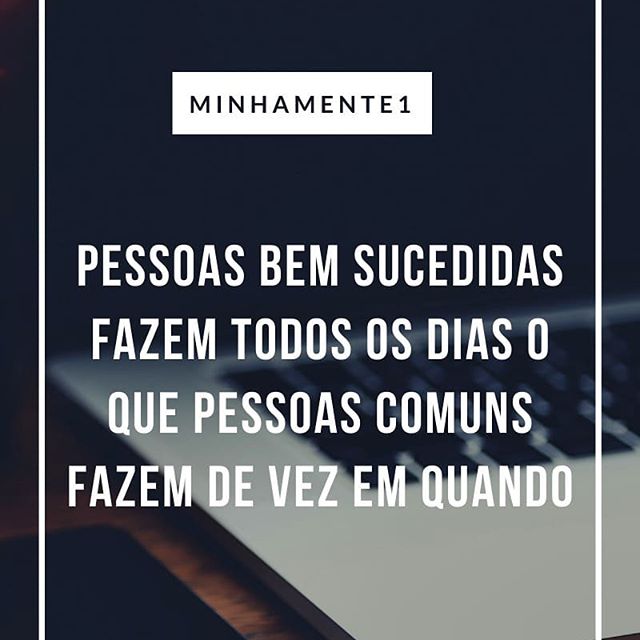 MINHAMENTE1
PESSOAS BEM SUCEDIDAS
FAZEM TODOS OS DIAS O
QUE PESSOAS COMUNS
FAZEM DE VEZ EM QUANDO